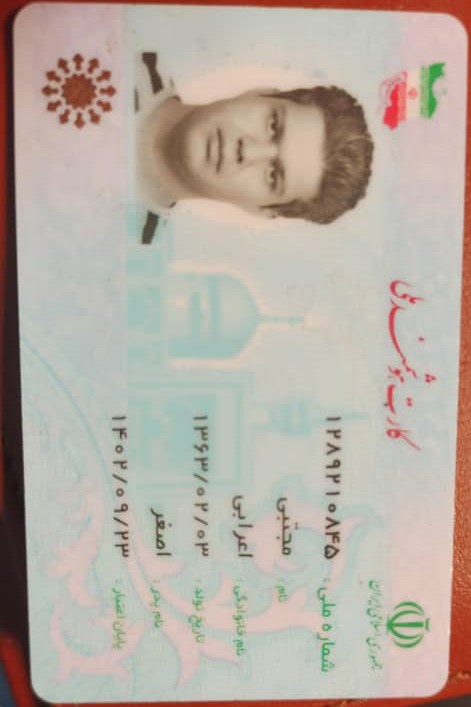 کارت هوشمند ملی
جمهوری اسلامی ایران
شماره ملی: ۱۲۸۹۲۱۰۸۴۵
نام: مجتبی
نام خانوادگی: اعرابی
تاریخ تولد: ۱۳۶۳/۰۲/۰۳
نام پدر: اصغر
پایان اعتبار: ۱۴۰۲/۰۹/۲۳